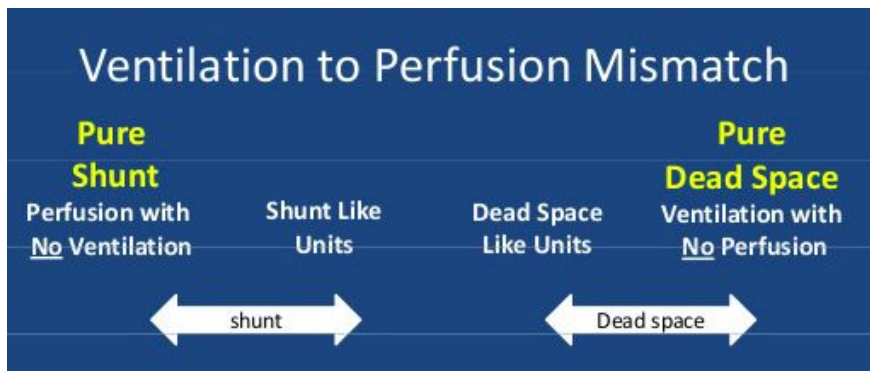 Ventilation to Perfusion Mismatch
Pure
Shunt
Perfusion with
No Ventilation
Shunt Like
Units
Dead Space
Like Units
Pure
Dead Space
Ventilation with
No Perfusion
shunt
Dead space